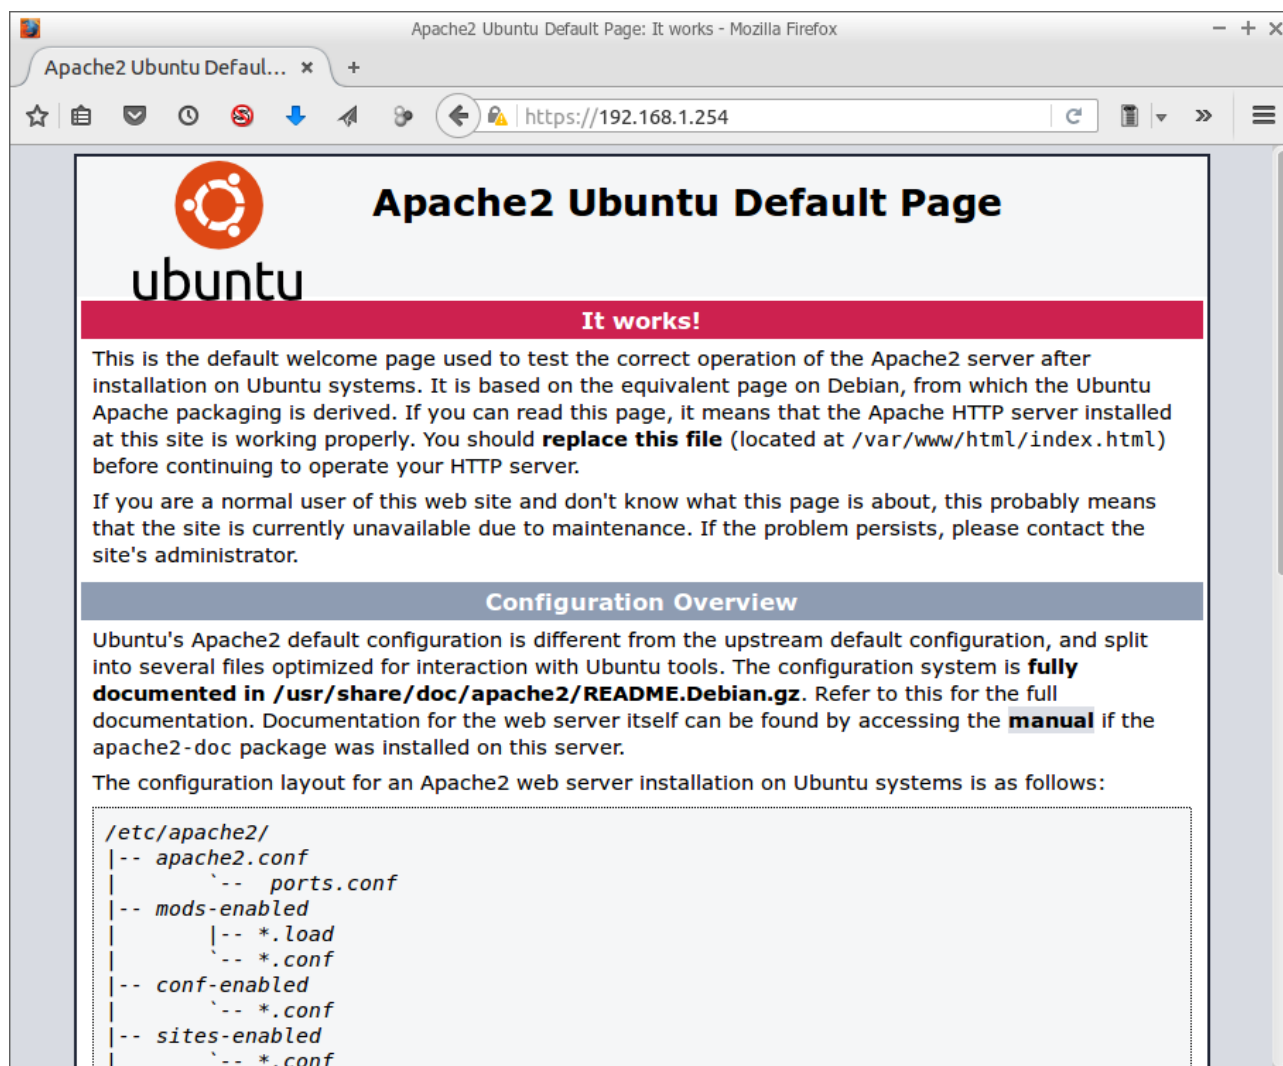 Apache2 Ubuntu Default Page: It works - Mozilla Firefox
Apache2 Ubuntu Defaul...
https://192.168.1.254
ubuntu
Apache2 Ubuntu Default Page
It works!
This is the default welcome page used to test the correct operation of the Apache2 server after
installation on Ubuntu systems. It is based on the equivalent page on Debian, from which the Ubuntu
Apache packaging is derived. If you can read this page, it means that the Apache HTTP server installed
at this site is working properly. You should replace this file (located at /var/www/html/index.html)
before continuing to operate your HTTP server.
If you are a normal user of this web site and don't know what this page is about, this probably means
that the site is currently unavailable due to maintenance. If the problem persists, please contact the
site's administrator.
Configuration Overview
Ubuntu's Apache2 default configuration is different from the upstream default configuration, and split
into several files optimized for interaction with Ubuntu tools. The configuration system is fully
documented in /usr/share/doc/apache2/README.Debian.gz. Refer to this for the full
documentation. Documentation for the web server itself can be found by accessing the manual if the
apache2-doc package was installed on this server.
The configuration layout for an Apache2 web server installation on Ubuntu systems is as follows:
/etc/apache2/
|-- apache2.conf
|       `--  ports.conf
|-- mods-enabled
|       |-- *.load
|       `-- *.conf
|-- conf-enabled
|       `-- *.conf
|-- sites-enabled
|       `-- *.conf